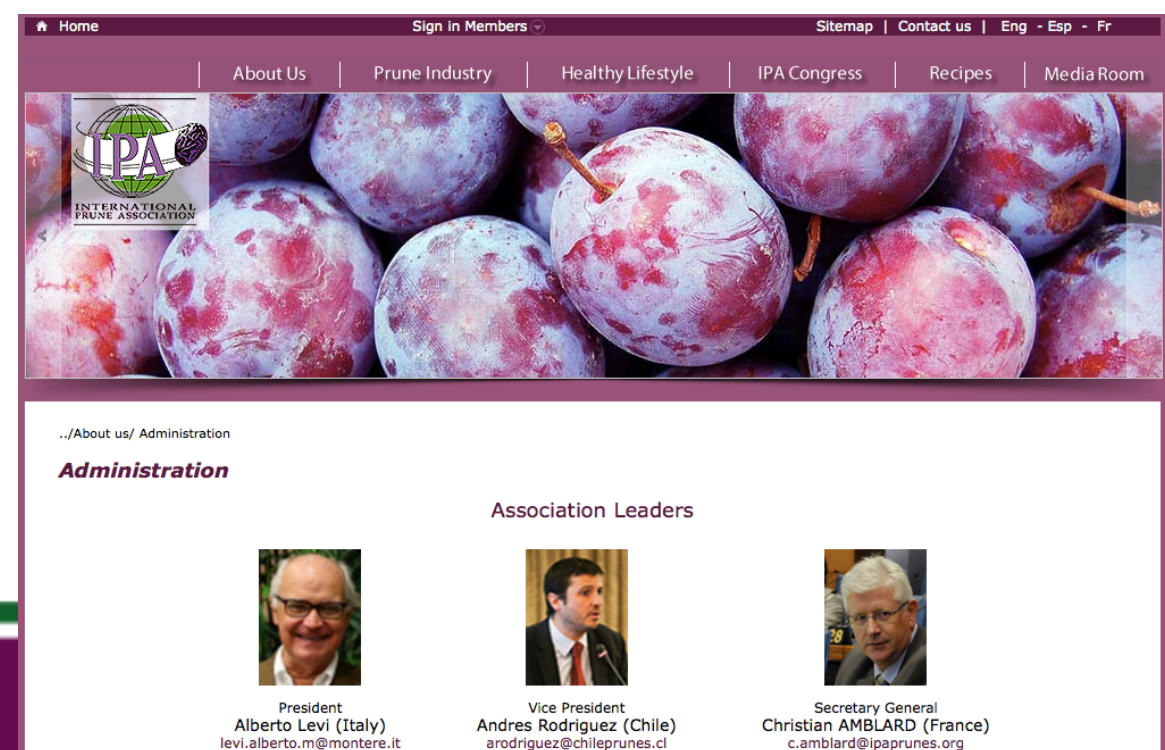 Home Sign in Members Sitemap | Contact us | Eng - Esp - Fr
About Us Prune Industry Healthy Lifestyle IPA Congress Recipes Media Room
IPA
INTERNATIONAL
PRUNE ASSOCIATION
../About us/ Administration
Administration
Association Leaders
28
President Vice President Secretary General
Alberto Levi (Italy) Andres Rodriguez (Chile) Christian AMBLARD (France)
levi.alberto.m@montere.it arodriguez@chileprunes.cl c.amblard@ipaprunes.org